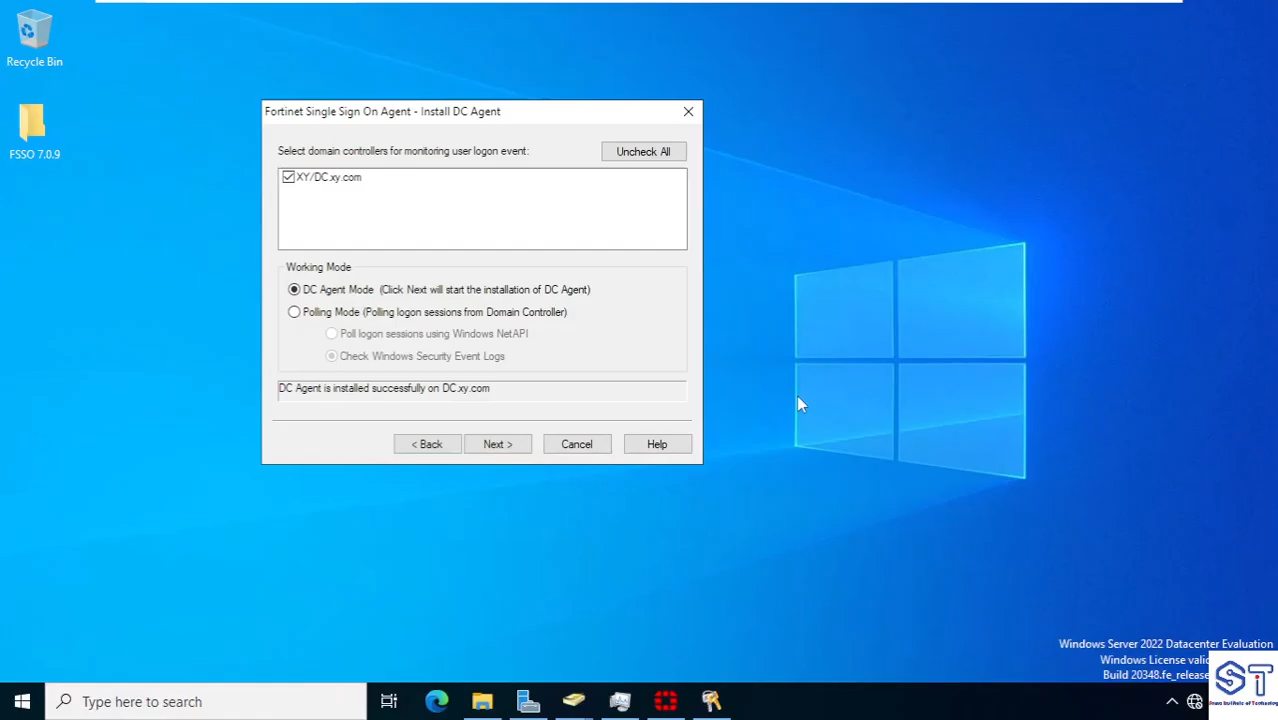 Recycle Bin
FSSO 7.0.9
Fortinet Single Sign On Agent - Install DC Agent
Select domain controllers for monitoring user logon event:
Uncheck All
XY/DC.xy.com
Working Mode
DC Agent Mode (Click Next will start the installation of DC Agent)
Polling Mode (Polling logon sessions from Domain Controller)
Poll logon sessions using Windows NetAPI
Check Windows Security Event Logs
DC Agent is installed successfully on DC.xy.com
< Back
Next >
Cancel
Help
Windows Server 2022 Datacenter Evaluation
Windows License valid
Build 20348.fe_release
Type here to search
ST